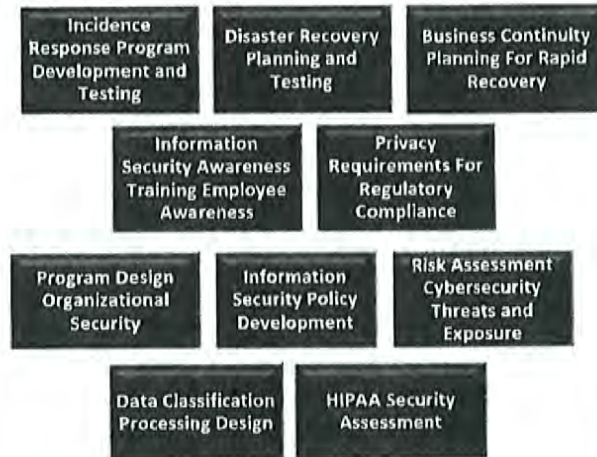 Incidence
Response Program
Development and
Testing
Disaster Recovery
Planning and
Testing
Business Continuity
Planning For Rapid
Recovery
Information
Security Awareness
Training Employee
Awareness
Privacy
Requirements For
Regulatory
Compliance
Program Design
Organizational
Security
Information
Security Policy
Development
Risk Assessment
Cybersecurity
Threats and
Exposure
Data Classification
Processing Design
HIPAA Security
Assessment